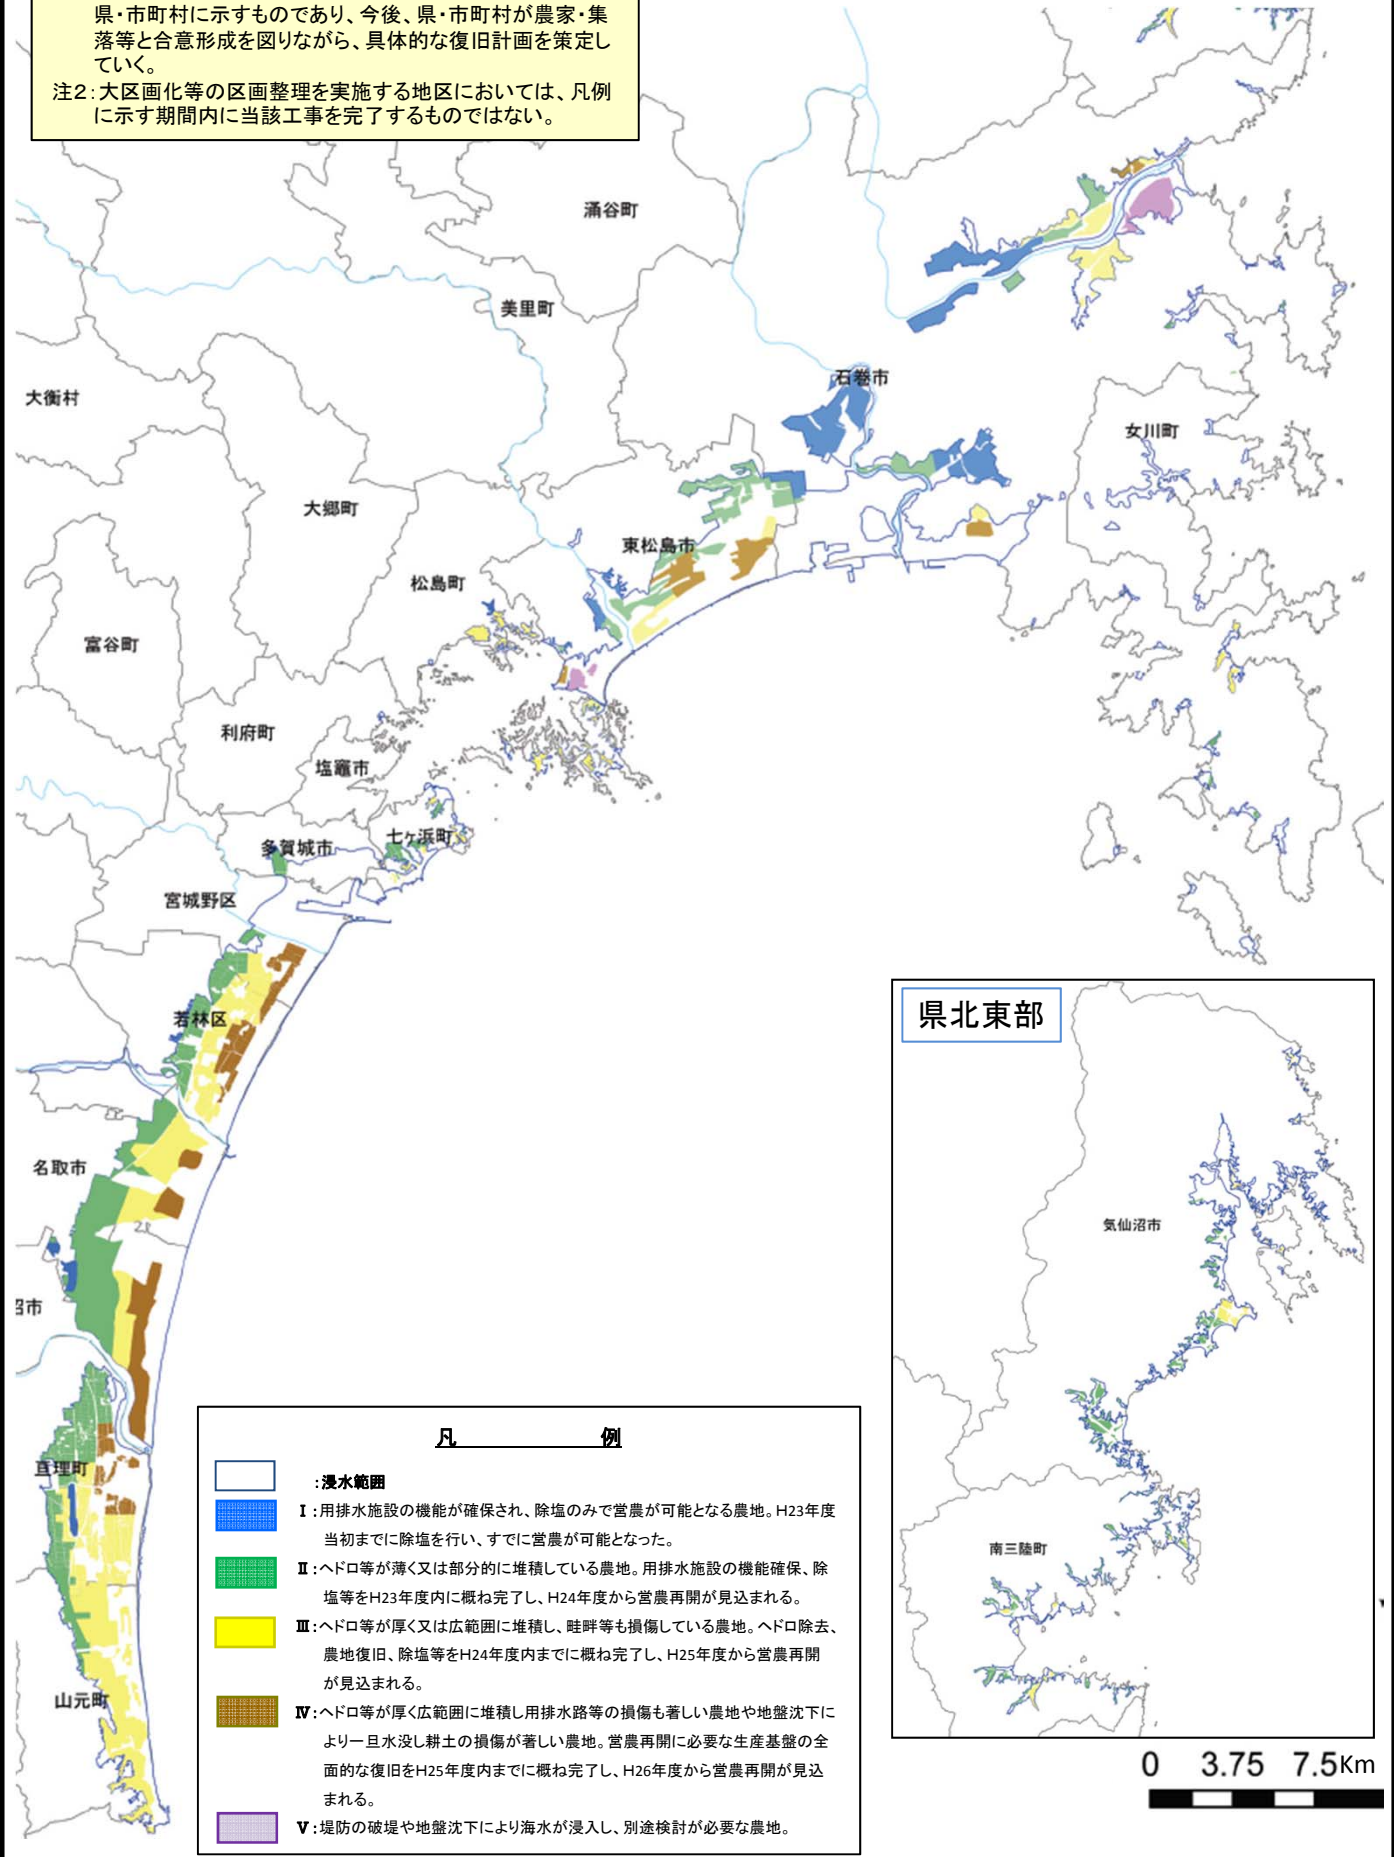 県・市町村に示すものであり、今後、県・市町村が農家・集
落等と合意形成を図りながら、具体的な復旧計画を策定し
ていく。
注2:大区画化等の区画整理を実施する地区においては、凡例
に示す期間内に当該工事を完了するものではない。
涌谷町
美里町
大衡村
石巻市
女川町
大郷町
東松島市
松島町
富谷町
利府町
塩竈市
多賀城市
七ヶ浜町
宮城野区
若林区
名取市
沼市
亘理町
山元町
県北東部
気仙沼市
南三陸町
凡 例
:浸水範囲
Ⅰ:用排水施設の機能が確保され、除塩のみで営農が可能となる農地。H23年度
当初までに除塩を行い、すでに営農が可能となった。
Ⅱ:ヘドロ等が薄く又は部分的に堆積している農地。用排水施設の機能確保、除
塩等をH23年度内に概ね完了し、H24年度から営農再開が見込まれる。
Ⅲ:ヘドロ等が厚く又は広範囲に堆積し、畦畔等も損傷している農地。ヘドロ除去、
農地復旧、除塩等をH24年度内までに概ね完了し、H25年度から営農再開
が見込まれる。
Ⅳ:ヘドロ等が厚く広範囲に堆積し用排水路等の損傷も著しい農地や地盤沈下に
より一旦水没し耕土の損傷が著しい農地。営農再開に必要な生産基盤の全
面的な復旧をH25年度内までに概ね完了し、H26年度から営農再開が見込
まれる。
Ⅴ:堤防の破堤や地盤沈下により海水が浸入し、別途検討が必要な農地。
0 3.75 7.5Km